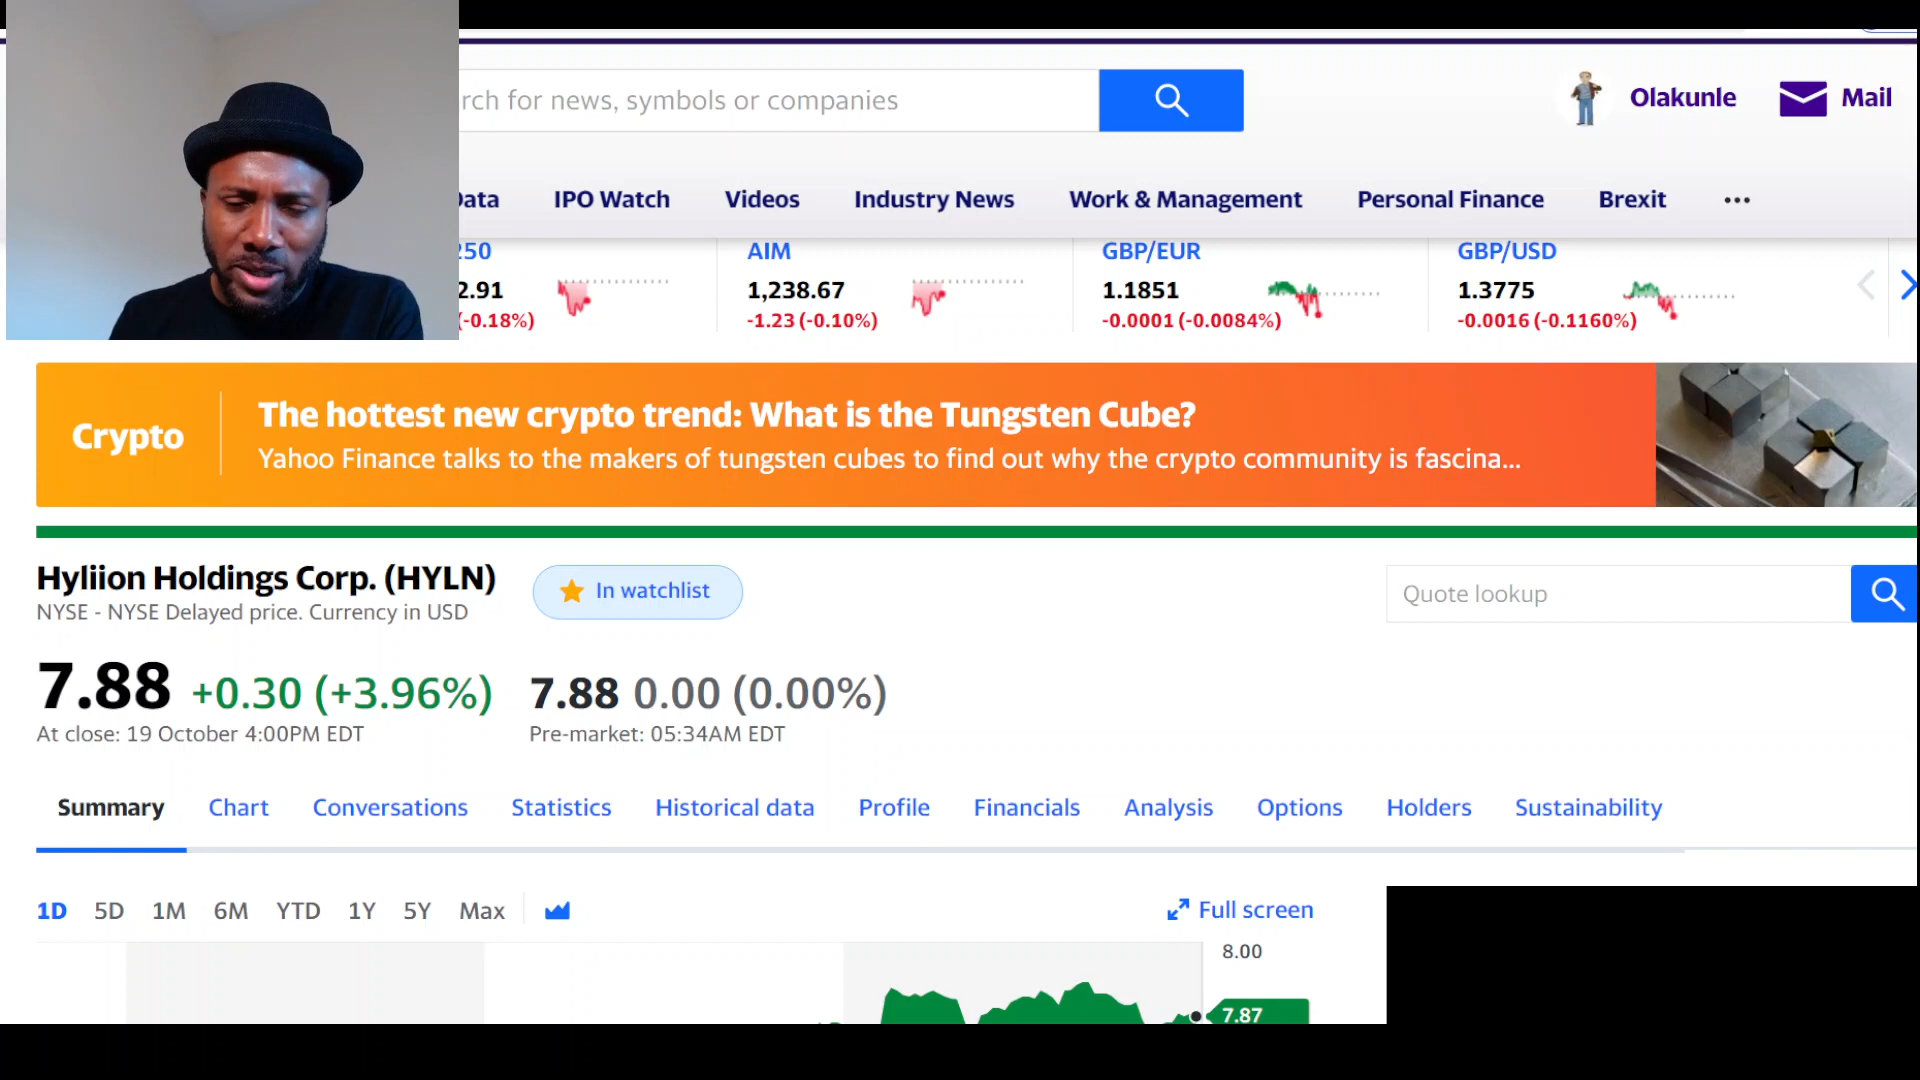 rch for news, symbols or companies
Olakunle
Mail
Data
IPO Watch
Videos
Industry News
Work & Management
Personal Finance
Brexit
250
AIM
GBP/EUR
GBP/USD
2.91
1,238.67
1.1851
1.3775
(-0.18%)
-1.23 (-0.10%)
-0.0001 (-0.0084%)
-0.0016 (-0.1160%)
Crypto
The hottest new crypto trend: What is the Tungsten Cube?
Yahoo Finance talks to the makers of tungsten cubes to find out why the crypto community is fascina...
Hyliion Holdings Corp. (HYLN)
In watchlist
NYSE - NYSE Delayed price. Currency in USD
Quote lookup
7.88 +0.30 (+3.96%)
7.88 0.00 (0.00%)
At close: 19 October 4:00PM EDT
Pre-market: 05:34AM EDT
Summary
Chart
Conversations
Statistics
Historical data
Profile
Financials
Analysis
Options
Holders
Sustainability
1D
5D
1M
6M
YTD
1Y
5Y
Max
Full screen
8.00
7.87